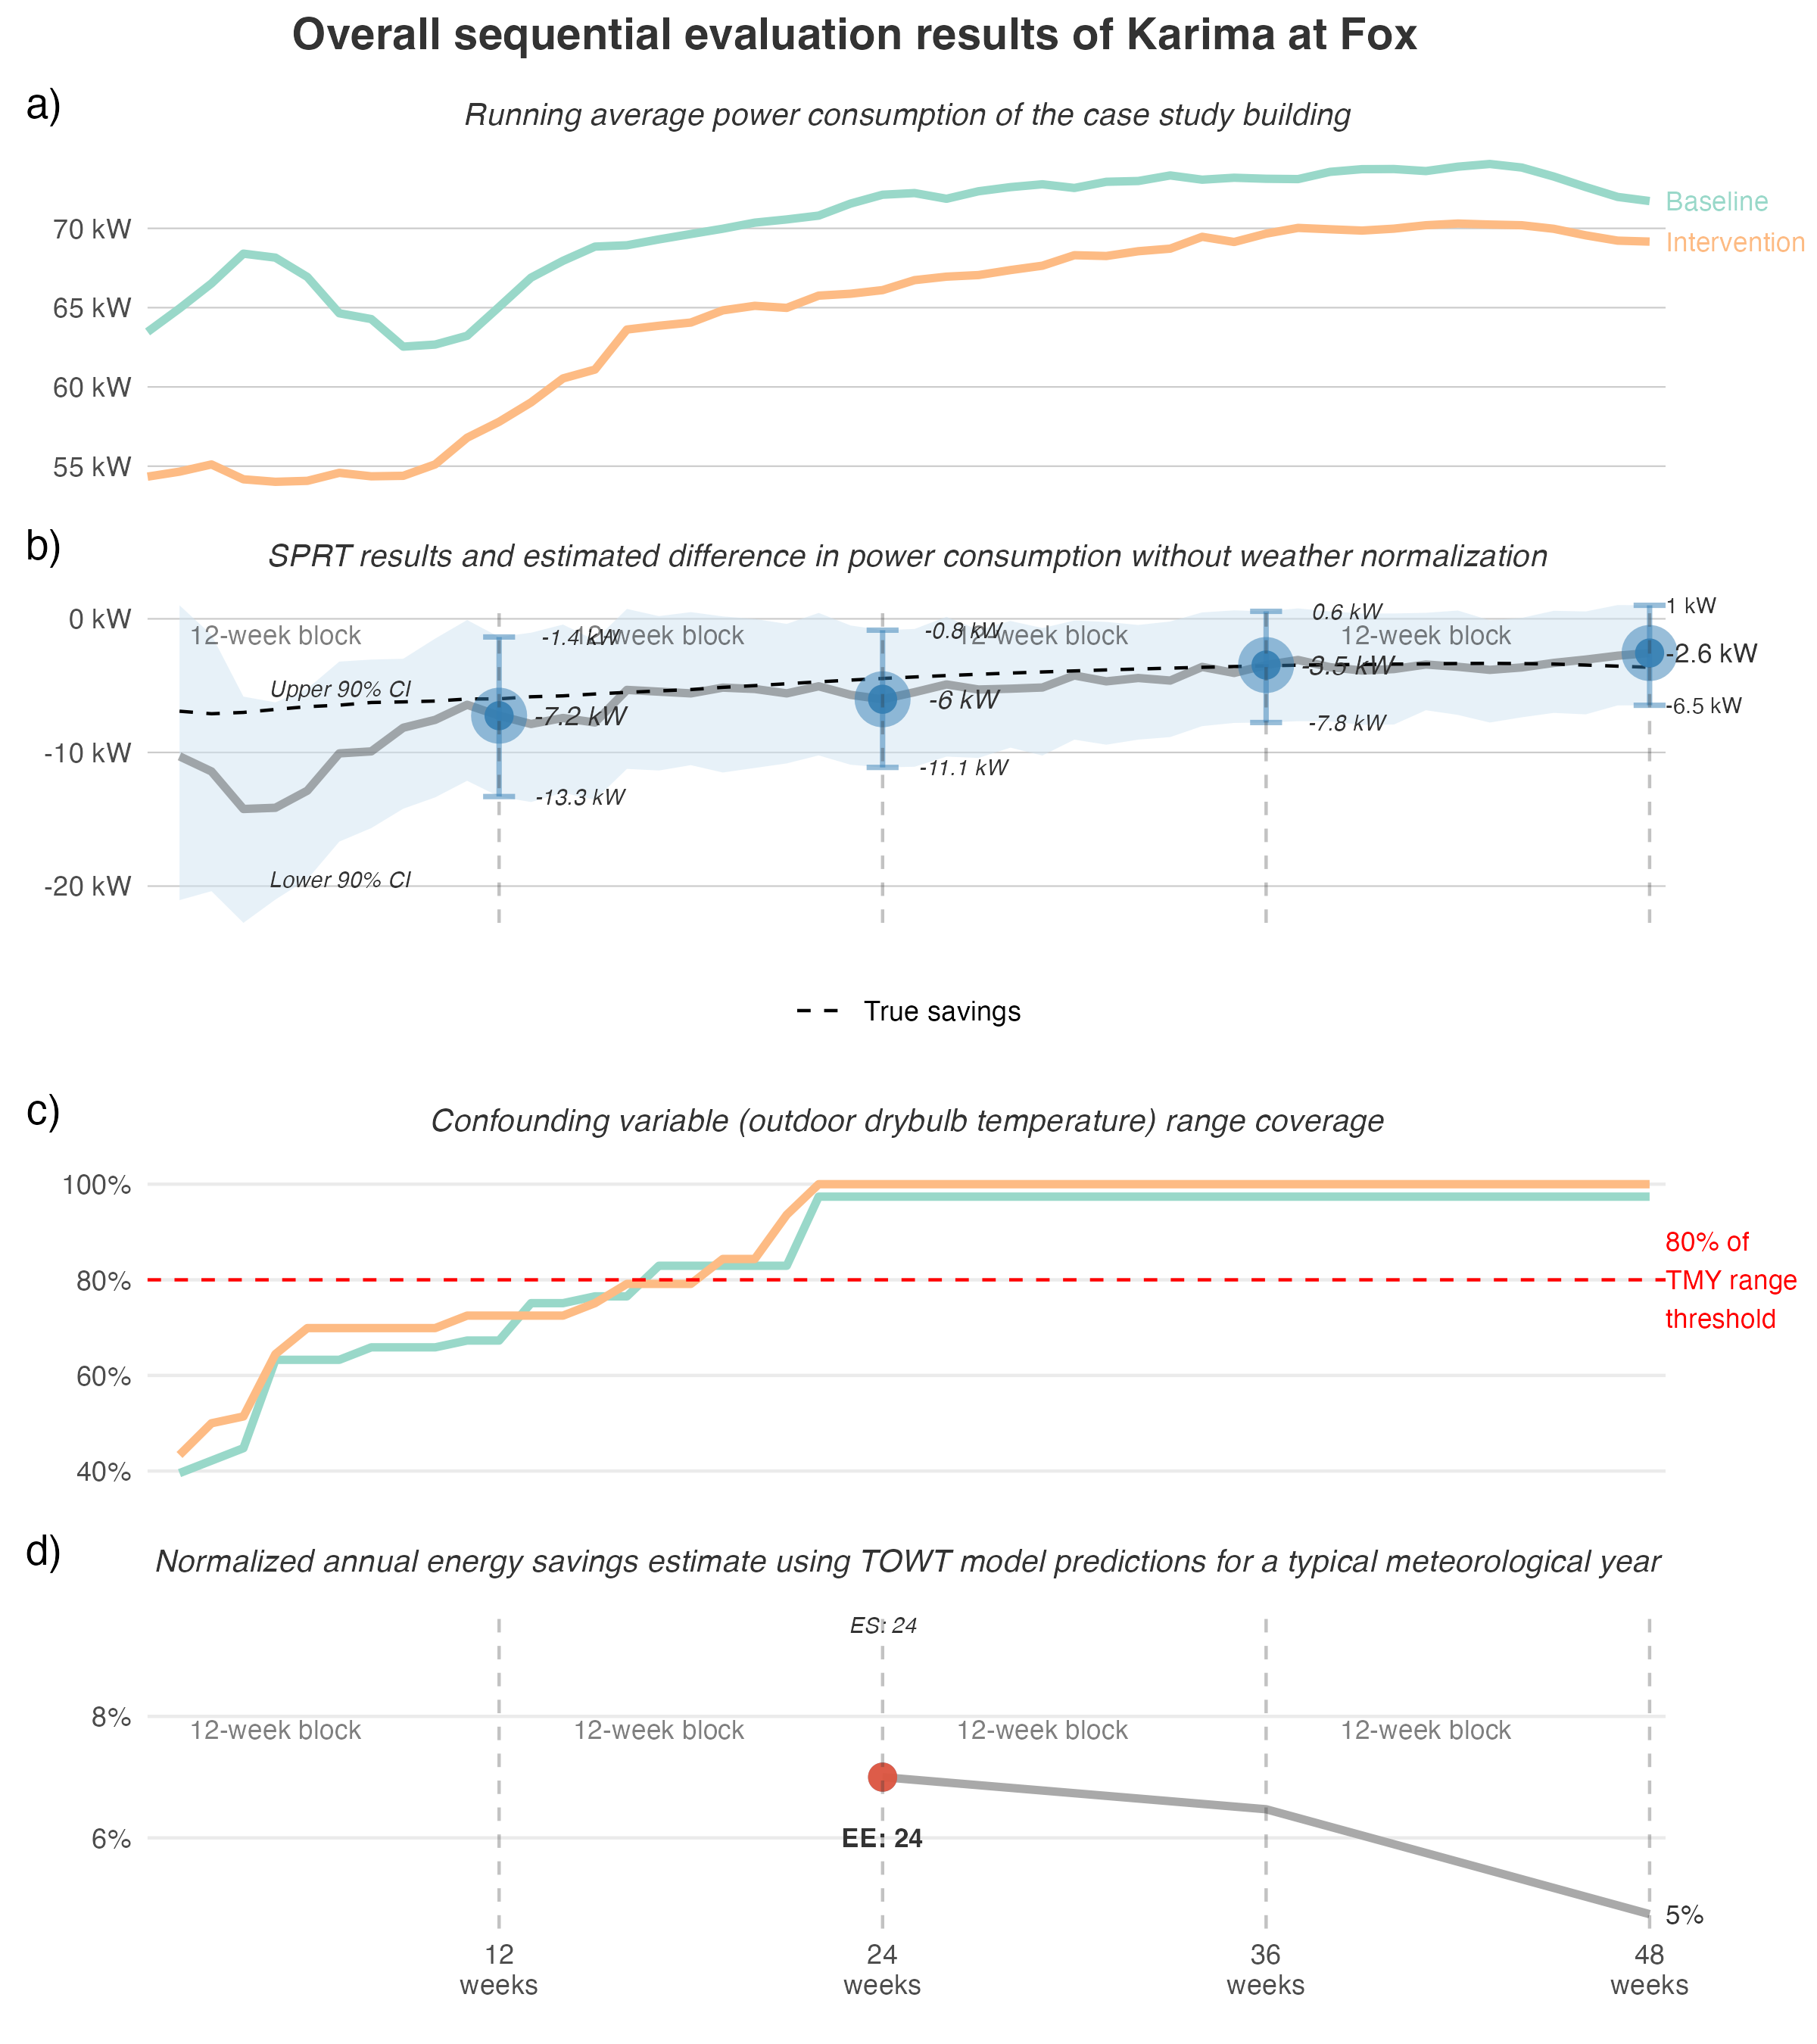 Overall sequential evaluation results of Karima at Fox
a)
Running average power consumption of the case study building
70 kW
65 kW
60 kW
55 kW
Baseline
Intervention
b)
SPRT results and estimated difference in power consumption without weather normalization
0 kW
-10 kW
-20 kW
12-week block
12-week block
12-week block
12-week block
Upper 90% CI
Lower 90% CI
-1.4 kW
-7.2 kW
-13.3 kW
-0.8 kW
-6 kW
-11.1 kW
0.6 kW
-3.5 kW
-7.8 kW
1 kW
-2.6 kW
-6.5 kW
True savings
c)
Confounding variable (outdoor drybulb temperature) range coverage
100%
80%
60%
40%
80% of
TMY range
threshold
d)
Normalized annual energy savings estimate using TOWT model predictions for a typical meteorological year
ES: 24
8%
6%
12-week block
12-week block
12-week block
12-week block
EE: 24
5%
12
weeks
24
weeks
36
weeks
48
weeks